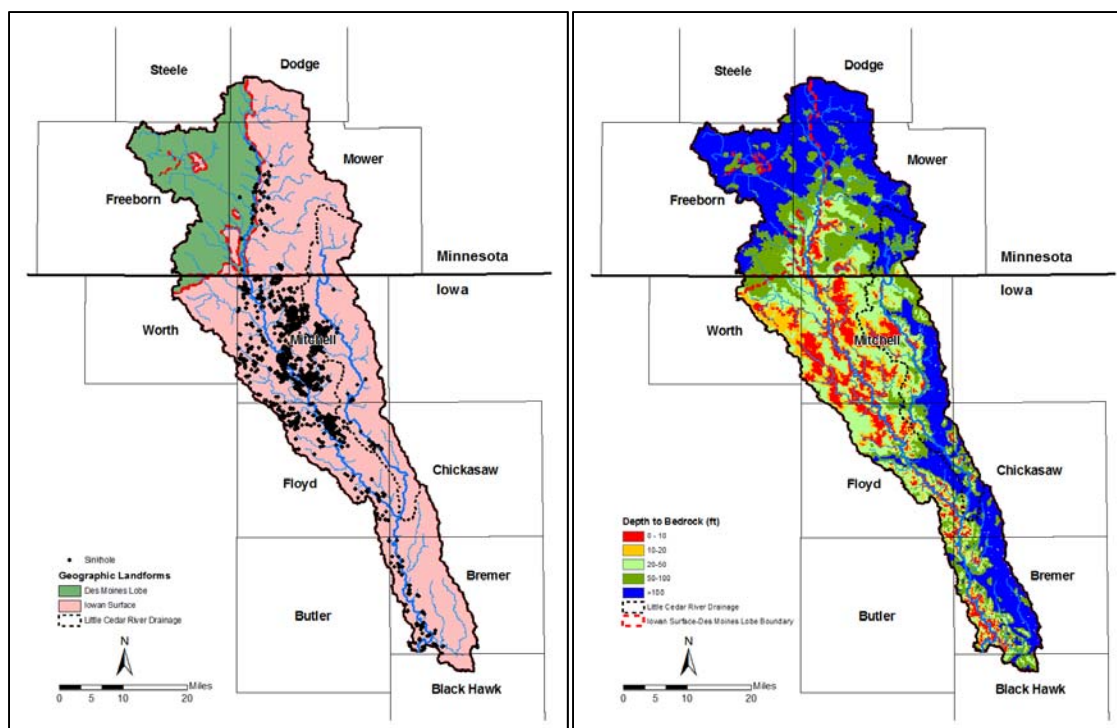 Steele
Dodge
Mower
Freeborn
Minnesota
Iowa
Worth
Mitchell
Chickasaw
Floyd
Sinkhole
Geographic Landforms
Des Moines Lobe
Iowan Surface
Little Cedar River Drainage
Bremer
Butler
N
Miles
0 5 10 20
Black Hawk
Steele
Dodge
Mower
Freeborn
Minnesota
Iowa
Worth
Mitchell
Chickasaw
Floyd
Depth to Bedrock (ft)
0 - 10
10-20
20-50
50-100
>100
Little Cedar River Drainage
Iowan Surface-Des Moines Lobe Boundary
Bremer
Butler
N
Miles
0 5 10 20
Black Hawk